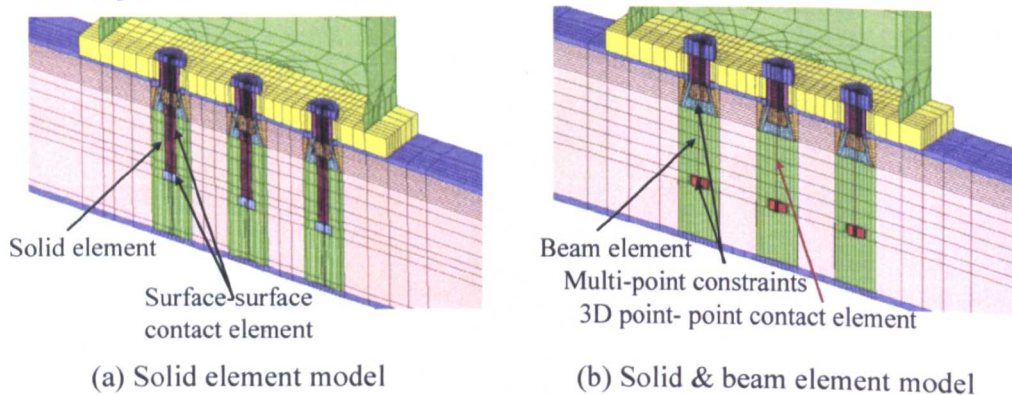 Solid element
Surface-surface
contact element
(a) Solid element model
Beam element
Multi-point constraints
3D point- point contact element
(b) Solid & beam element model